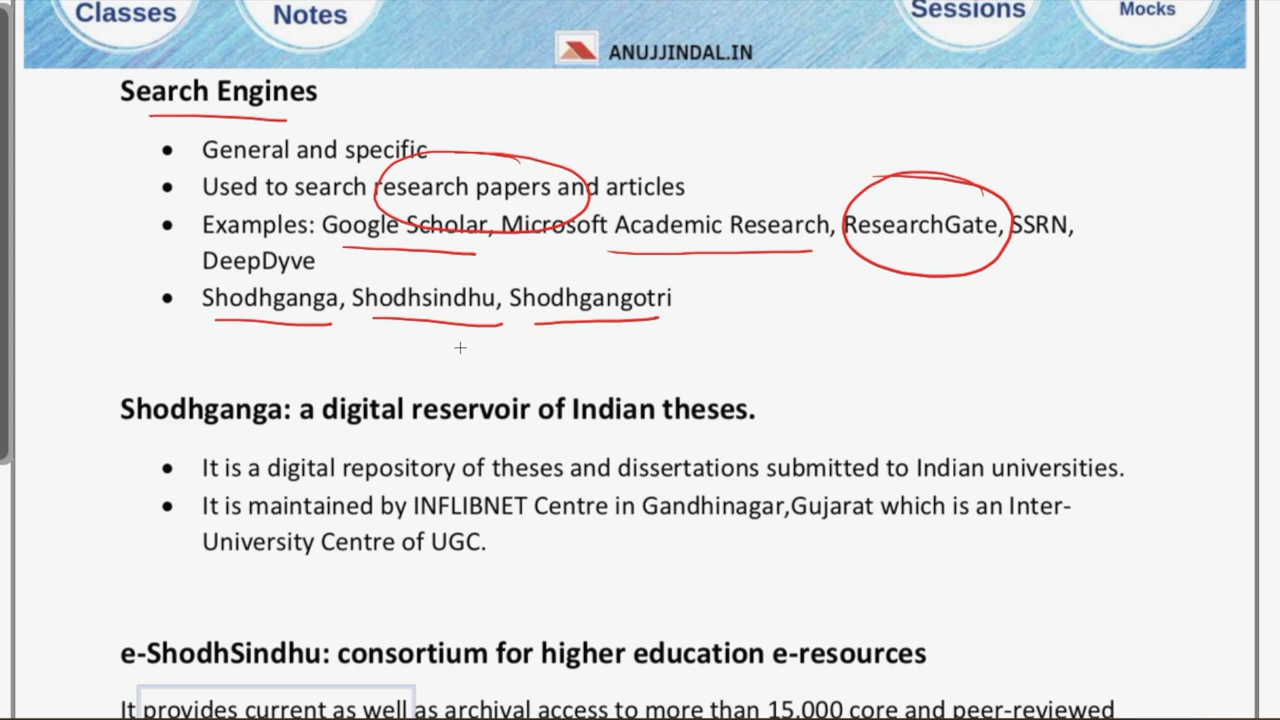 Classes
Notes
Sessions
Mocks
ANUJJINDAL.IN
Search Engines
• General and specific
• Used to search research papers and articles
• Examples: Google Scholar, Microsoft Academic Research, ResearchGate, SSRN,
DeepDyve
• Shodhganga, Shodhsindhu, Shodhgangotri
Shodhganga: a digital reservoir of Indian theses.
• It is a digital repository of theses and dissertations submitted to Indian universities.
• It is maintained by INFLIBNET Centre in Gandhinagar,Gujarat which is an Inter-
University Centre of UGC.
e-ShodhSindhu: consortium for higher education e-resources
It provides current as well as archival access to more than 15,000 core and peer-reviewed